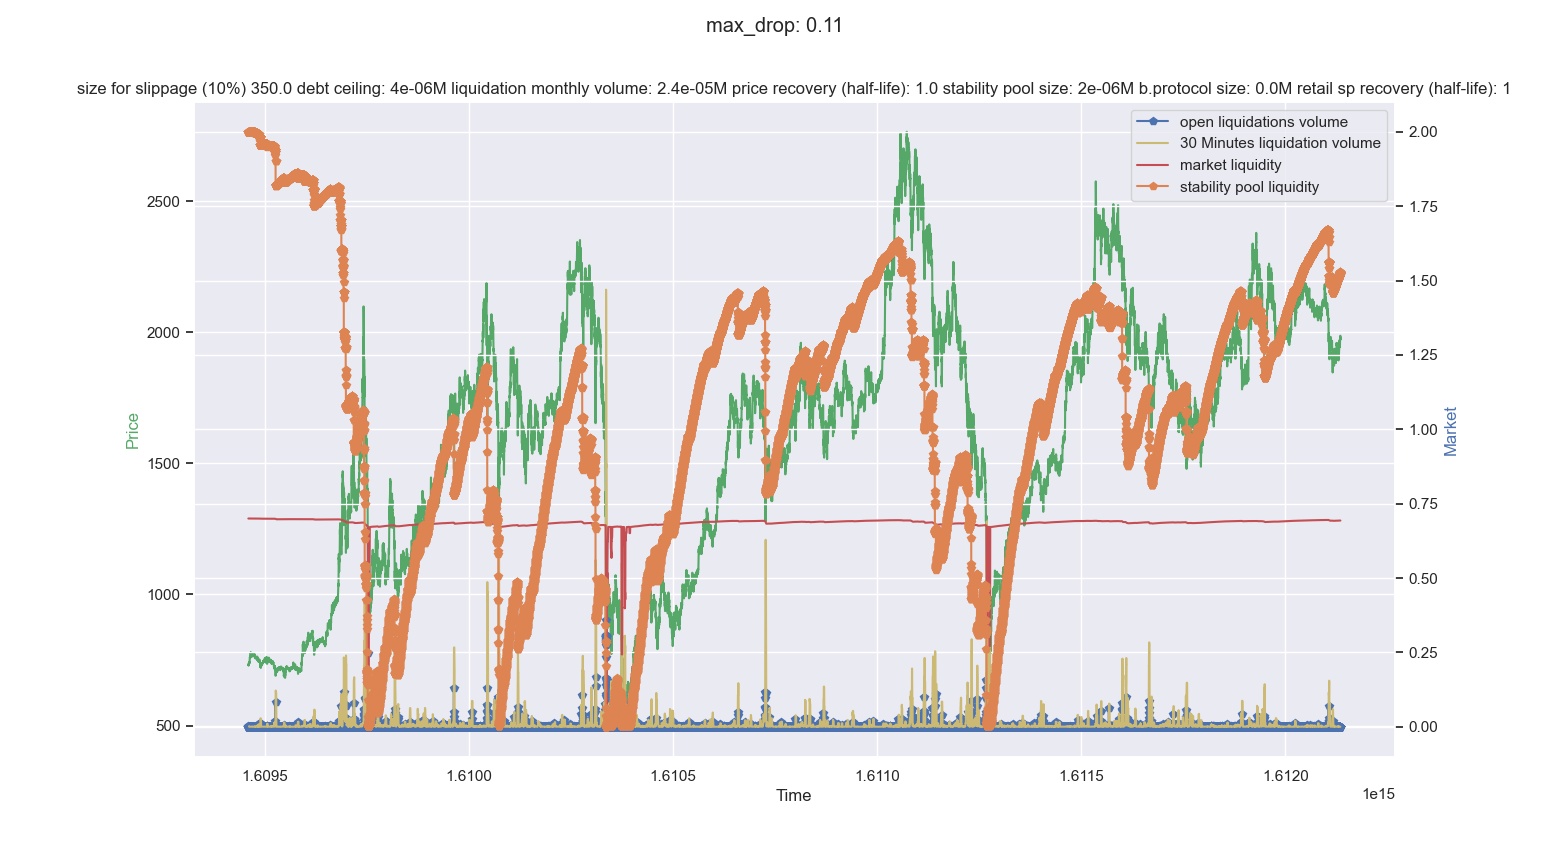 max_drop: 0.11
size for slippage (10%) 350.0 debt ceiling: 4e-06M liquidation monthly volume: 2.4e-05M price recovery (half-life): 1.0 stability pool size: 2e-06M b.protocol size: 0.0M retail sp recovery (half-life): 1
open liquidations volume
30 Minutes liquidation volume
market liquidity
stability pool liquidity
2500
2000
1500
1000
500
Price
2.00
1.75
1.50
1.25
1.00
0.75
0.50
0.25
0.00
Market
1.6095
1.6100
1.6105
1.6110
1.6115
1.6120
Time
1e15